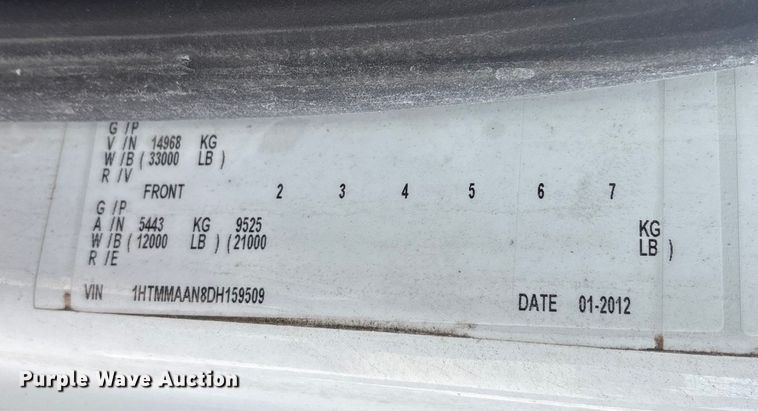 G / P
V / N 14968 KG
W / B ( 33000 LB )
R / V
FRONT 2 3 4 5 6 7
G / P
A / N 5443 KG 9525 KG
W / B ( 12000 LB ) ( 21000 LB )
R / E
VIN 1HTMMAAN8DH159509 DATE 01-2012
Purple Wave Auction